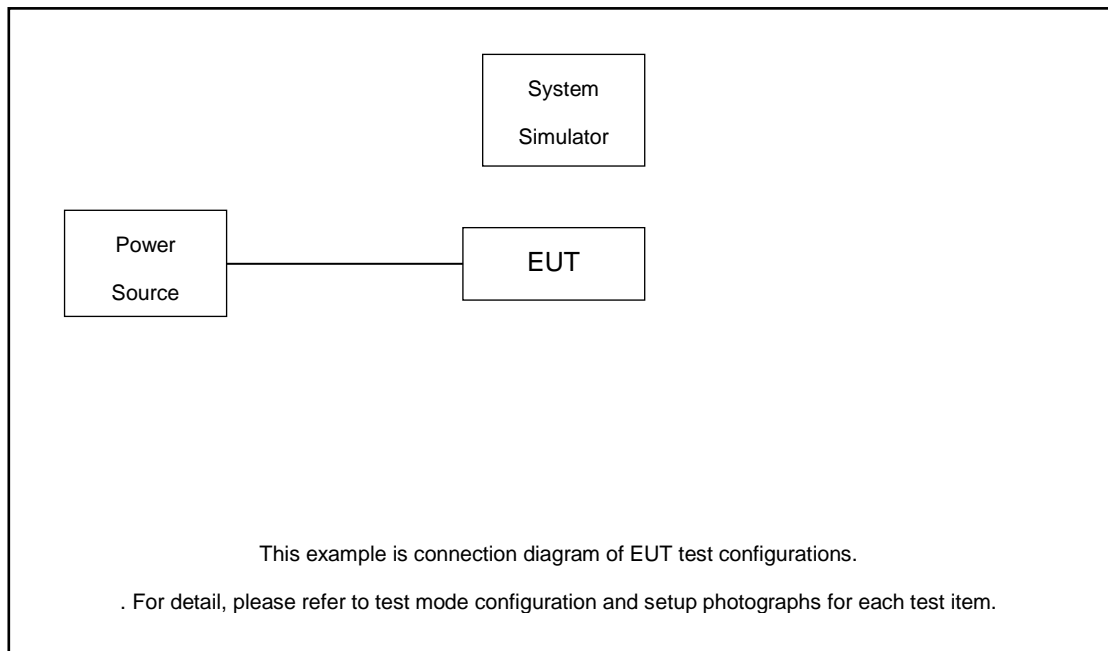 System
Simulator
Power
Source
EUT
This example is connection diagram of EUT test configurations.
. For detail, please refer to test mode configuration and setup photographs for each test item.